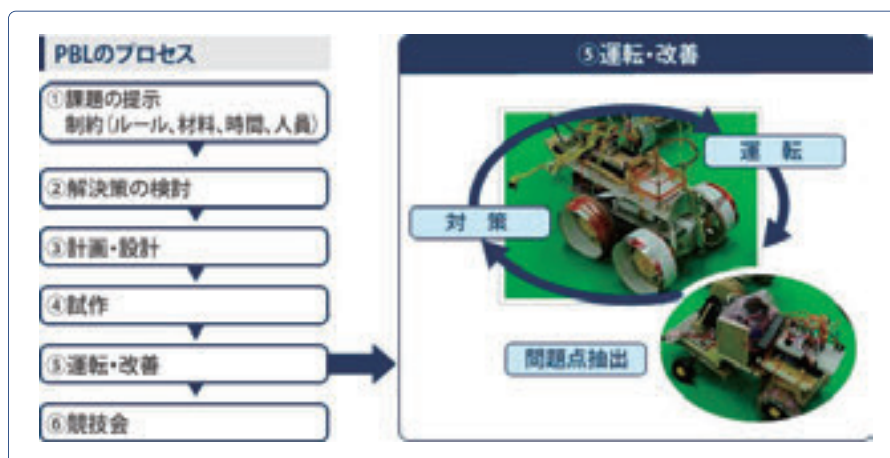 PBLのプロセス
①課題の提示
制約(ルール、材料、時間、人員)
②解決策の検討
③計画・設計
④試作
⑤運転・改善
⑥競技会
⑤運転・改善
運 転
対 策
問題点抽出